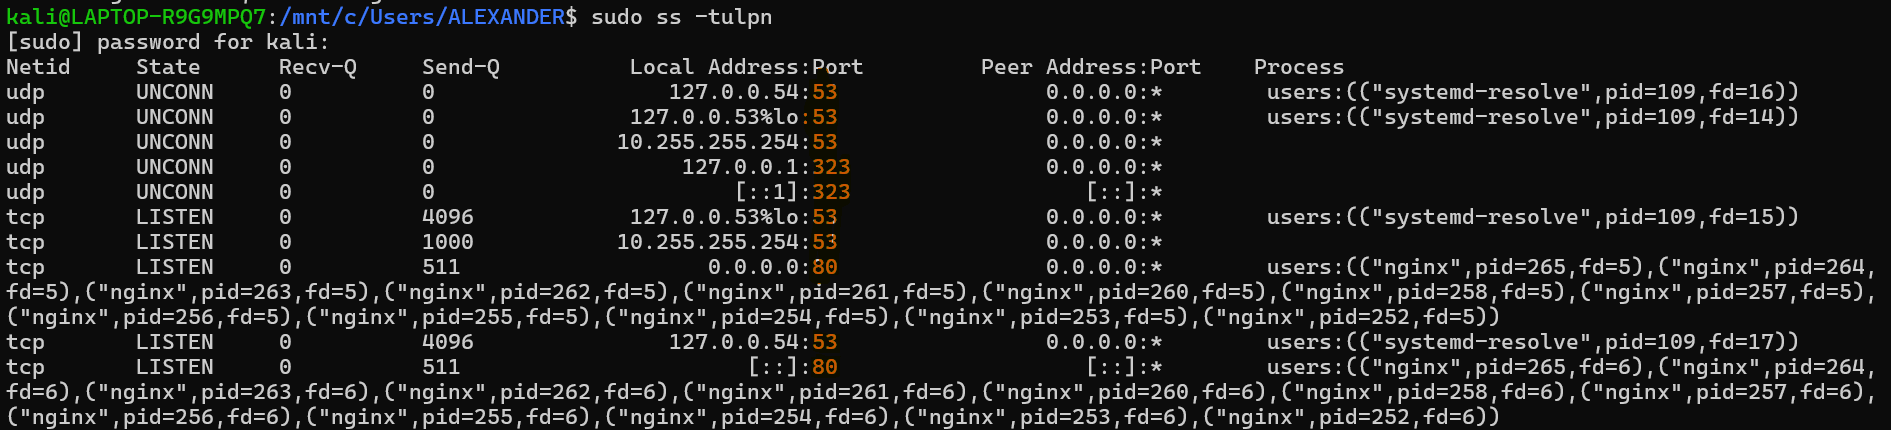 kali@LAPTOP-R9G9MPQ7:/mnt/c/Users/ALEXANDER$ sudo ss -tulpn
[sudo] password for kali:
Netid State Recv-Q Send-Q Local Address:Port Peer Address:Port Process
udp UNCONN 0 0 127.0.0.54:53 0.0.0.0:* users:(("systemd-resolve",pid=109,fd=16))
udp UNCONN 0 0 127.0.0.53%lo:53 0.0.0.0:* users:(("systemd-resolve",pid=109,fd=14))
udp UNCONN 0 0 10.255.255.254:53 0.0.0.0:*
udp UNCONN 0 0 127.0.0.1:323 0.0.0.0:*
udp UNCONN 0 0 [::1]:323 [::]:*
tcp LISTEN 0 4096 127.0.0.53%lo:53 0.0.0.0:* users:(("systemd-resolve",pid=109,fd=15))
tcp LISTEN 0 1000 10.255.255.254:53 0.0.0.0:*
tcp LISTEN 0 511 0.0.0.0:80 0.0.0.0:* users:(("nginx",pid=265,fd=5),("nginx",pid=264,
fd=5),("nginx",pid=263,fd=5),("nginx",pid=262,fd=5),("nginx",pid=261,fd=5),("nginx",pid=260,fd=5),("nginx",pid=258,fd=5),("nginx",pid=257,fd=5),
("nginx",pid=256,fd=5),("nginx",pid=255,fd=5),("nginx",pid=254,fd=5),("nginx",pid=253,fd=5),("nginx",pid=252,fd=5))
tcp LISTEN 0 4096 127.0.0.54:53 0.0.0.0:* users:(("systemd-resolve",pid=109,fd=17))
tcp LISTEN 0 511 [::]:80 [::]:* users:(("nginx",pid=265,fd=6),("nginx",pid=264,
fd=6),("nginx",pid=263,fd=6),("nginx",pid=262,fd=6),("nginx",pid=261,fd=6),("nginx",pid=260,fd=6),("nginx",pid=258,fd=6),("nginx",pid=257,fd=6),
("nginx",pid=256,fd=6),("nginx",pid=255,fd=6),("nginx",pid=254,fd=6),("nginx",pid=253,fd=6),("nginx",pid=252,fd=6))